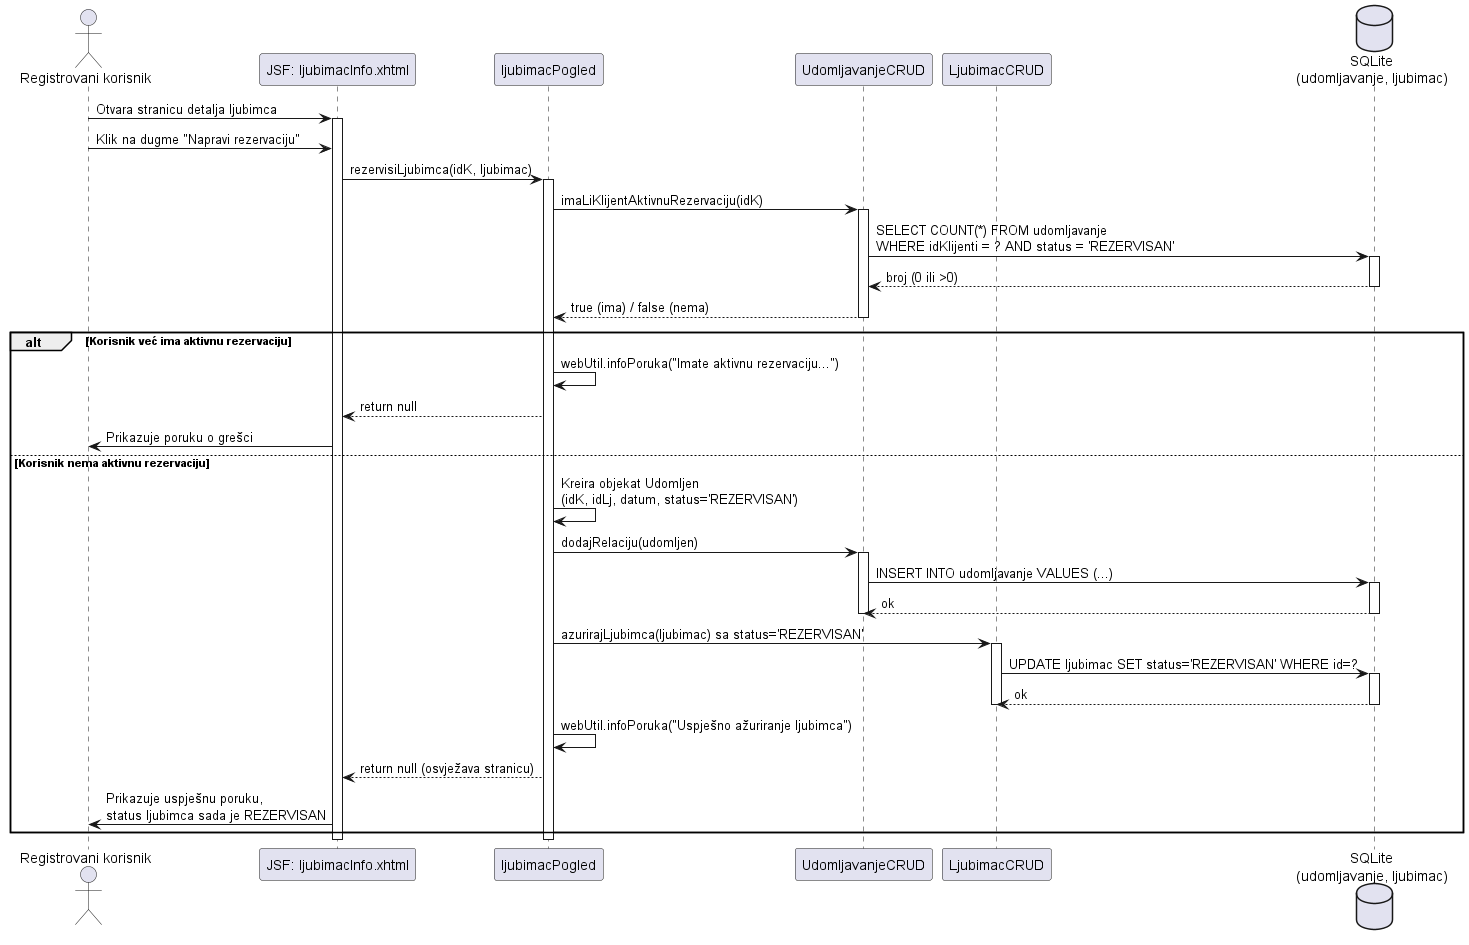 Registrovani korisnik
JSF: ljubimacInfo.xhtml
ljubimacPogled
UdomljavanjeCRUD
LjubimacCRUD
SQLite
(udomljavanje, ljubimac)
Otvara stranicu detalja ljubimca
Klik na dugme "Napravi rezervaciju"
rezervisiLjubimca(idK, ljubimac)
imaLiKlijentAktivnuRezervaciju(idK)
SELECT COUNT(*) FROM udomljavanje
WHERE idKlijenti = ? AND status = 'REZERVISAN'
broj (0 ili >0)
true (ima) / false (nema)
alt
[Korisnik već ima aktivnu rezervaciju]
webUtil.infoPoruka("Imate aktivnu rezervaciju...")
return null
Prikazuje poruku o grešci
[Korisnik nema aktivnu rezervaciju]
Kreira objekat Udomljen
(idK, idLj, datum, status='REZERVISAN')
dodajRelaciju(udomljen)
INSERT INTO udomljavanje VALUES (...)
ok
azurirajLjubimca(ljubimac) sa status='REZERVISAN'
UPDATE ljubimac SET status='REZERVISAN' WHERE id=?
ok
webUtil.infoPoruka("Uspješno ažuriranje ljubimca")
return null (osvježava stranicu)
Prikazuje uspješnu poruku,
status ljubimca sada je REZERVISAN
Registrovani korisnik
JSF: ljubimacInfo.xhtml
ljubimacPogled
UdomljavanjeCRUD
LjubimacCRUD
SQLite
(udomljavanje, ljubimac)